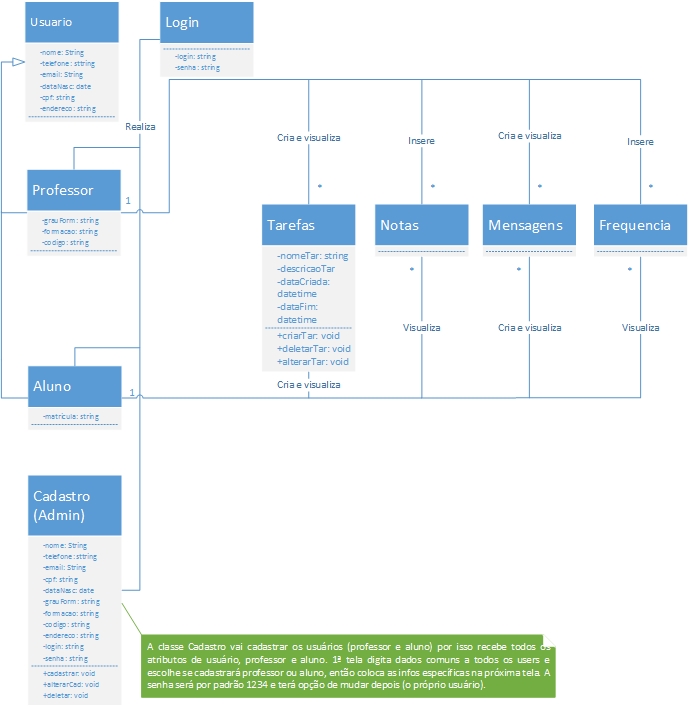 Usuario
-nome: String
-telefone: sttring
-email: String
-dataNasc: date
-cpf: string
-endereco: string
Login
-login: string
-senha: string
Realiza
Cria e visualiza
Insere
Cria e visualiza
Insere
*
*
*
*
Professor
-grauForm: string
-formacao: string
-codigo: string
1
Tarefas
-nomeTar: string
-descricaoTar
-dataCriada:
datetime
-dataFim:
datetime
+criarTar: void
+deletarTar: void
+alterarTar: void
Notas
Mensagens
Frequencia
*
*
*
Visualiza
Cria e visualiza
Visualiza
Cria e visualiza
Aluno
-matricula: string
1
Cadastro
(Admin)
-nome: String
-telefone: sttring
-email: String
-cpf: string
-dataNasc: date
-grauForm: string
-formacao: string
-codigo: string
-endereco: string
-login: string
-senha: string
+cadastrar: void
+alterarCad: void
+deletar: void
A classe Cadastro vai cadastrar os usuários (professor e aluno) por isso recebe todos os
atributos de usuário, professor e aluno. 1ª tela digita dados comuns a todos os users e
escolhe se cadastrará professor ou aluno, então coloca as infos específicas na próxima tela. A
senha será por padrão 1234 e terá opção de mudar depois (o próprio usuário).